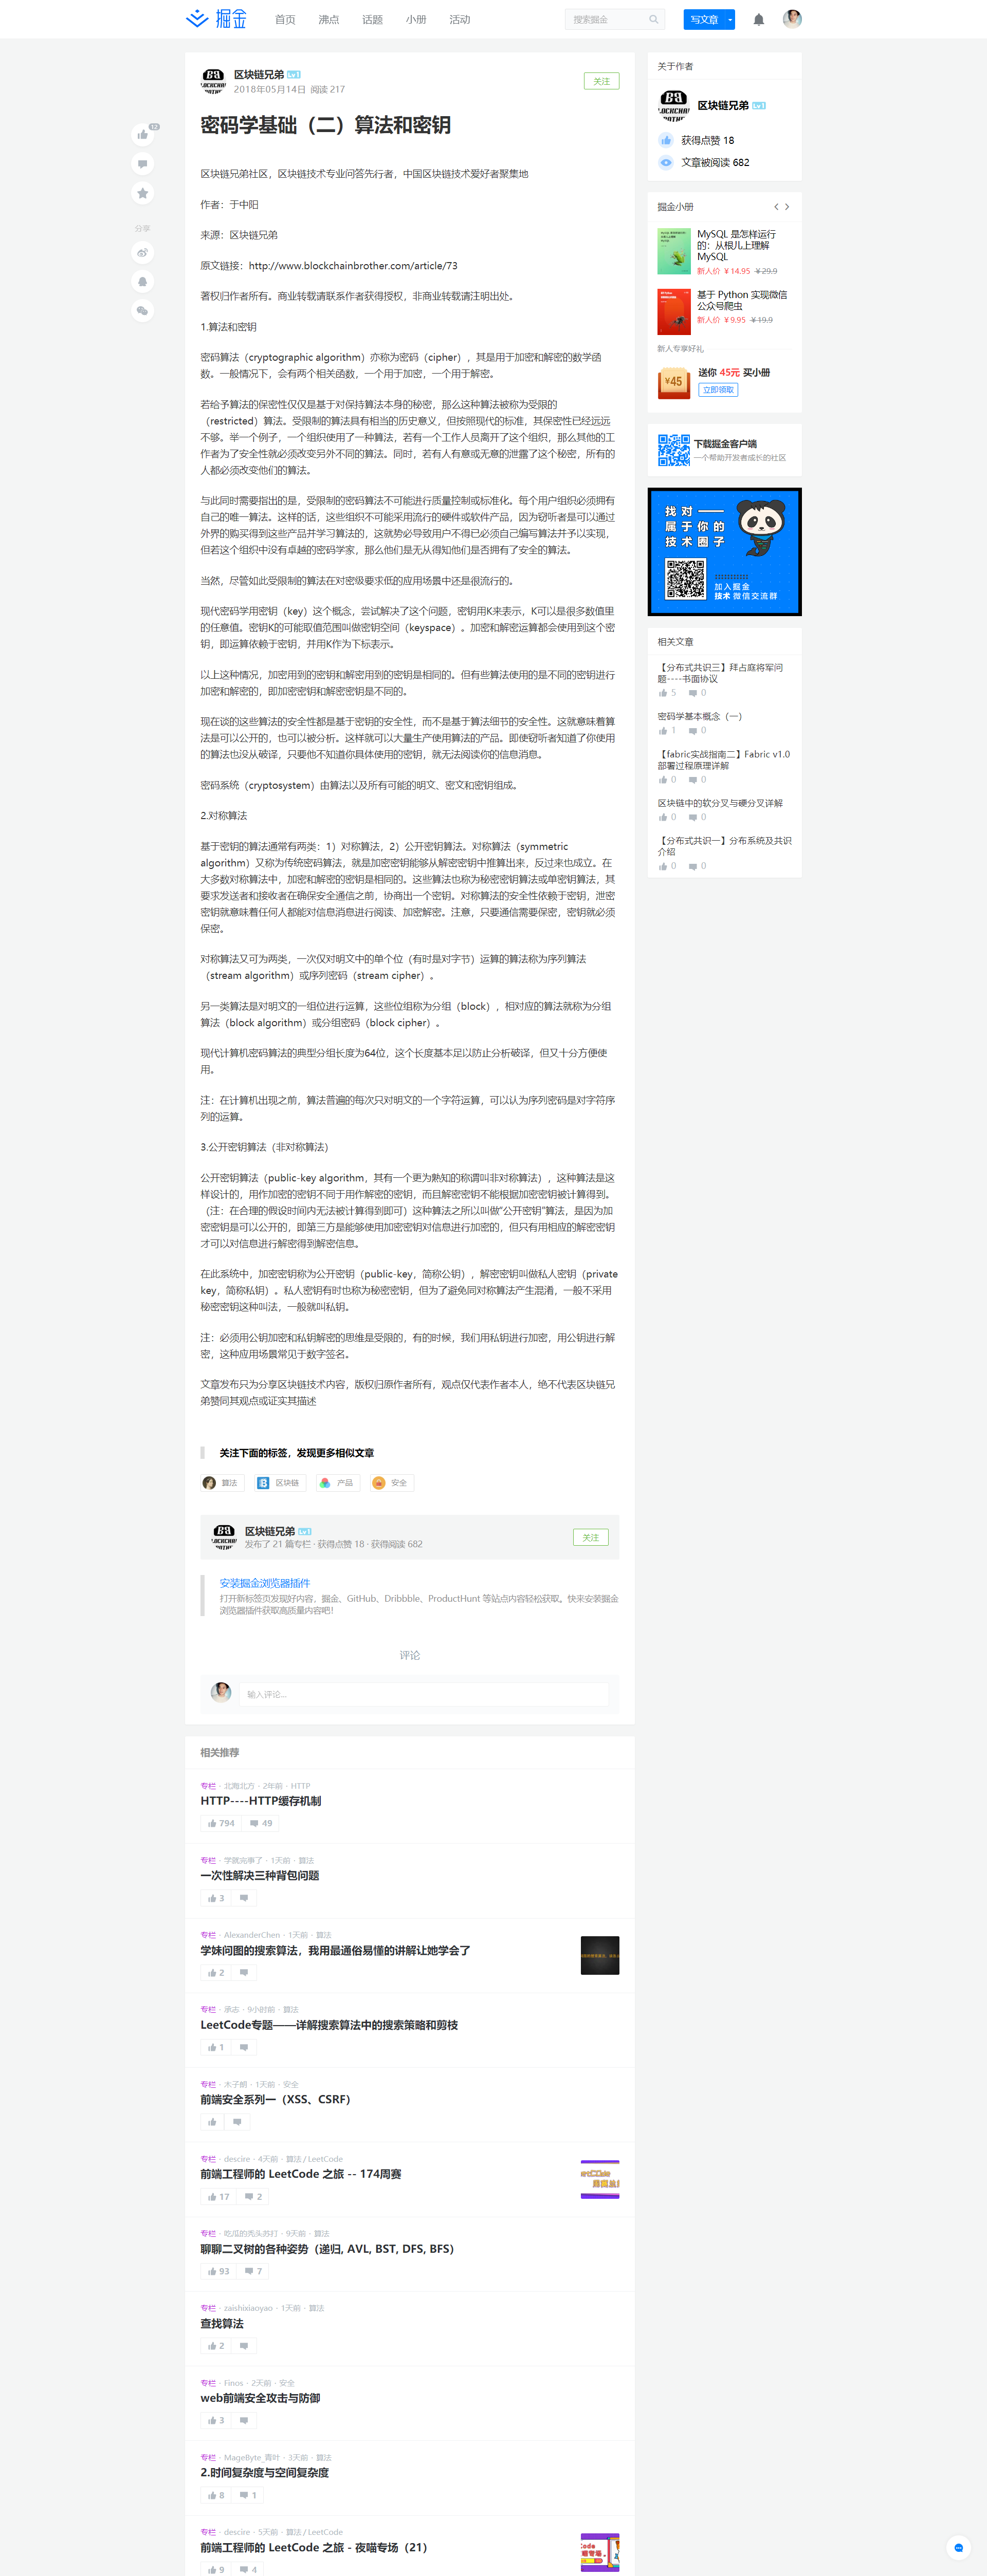 掘金
首页
沸点
话题
小册
活动
搜索掘金
写文章
区块链兄弟
2018年05月14日 阅读 217
关注
密码学基础（二）算法和密钥
12
分享
区块链兄弟社区，区块链技术专业问答先行者，中国区块链技术爱好者聚集地
作者：于中阳
来源：区块链兄弟
原文链接：http://www.blockchainbrother.com/article/73
著权归作者所有。商业转载请联系作者获得授权，非商业转载请注明出处。
1.算法和密钥
密码算法（cryptographic algorithm）亦称为密码（cipher），其是用于加密和解密的数学函
数。一般情况下，会有两个相关函数，一个用于加密，一个用于解密。
若给予算法的保密性仅仅是基于对保持算法本身的秘密，那么这种算法被称为受限的
（restricted）算法。受限制的算法具有相当的历史意义，但按照现代的标准，其保密性已经远远
不够。举一个例子，一个组织使用了一种算法，若有一个工作人员离开了这个组织，那么其他的工
作者为了安全性就必须改变另外不同的算法。同时，若有人有意或无意的泄露了这个秘密，所有的
人都必须改变他们的算法。
与此同时需要指出的是，受限制的密码算法不可能进行质量控制或标准化。每个用户组织必须拥有
自己的唯一算法。这样的话，这些组织不可能采用流行的硬件或软件产品，因为窃听者是可以通过
外界的购买得到这些产品并学习算法的，这就势必导致用户不得已必须自己编写算法并予以实现，
但若这个组织中没有卓越的密码学家，那么他们是无从得知他们是否拥有了安全的算法。
当然，尽管如此受限制的算法在对密级要求低的应用场景中还是很流行的。
现代密码学用密钥（key）这个概念，尝试解决了这个问题，密钥用K来表示，K可以是很多数值里
的任意值。密钥K的可能取值范围叫做密钥空间（keyspace）。加密和解密运算都会使用到这个密
钥，即运算依赖于密钥，并用K作为下标表示。
以上这种情况，加密用到的密钥和解密用到的密钥是相同的。但有些算法使用的是不同的密钥进行
加密和解密的，即加密密钥和解密密钥是不同的。
现在谈的这些算法的安全性都是基于密钥的安全性，而不是基于算法细节的安全性。这就意味着算
法是可以公开的，也可以被分析。这样就可以大量生产使用算法的产品。即使窃听者知道了你使用
的算法也没从破译，只要他不知道你具体使用的密钥，就无法阅读你的信息消息。
密码系统（cryptosystem）由算法以及所有可能的明文、密文和密钥组成。
2.对称算法
基于密钥的算法通常有两类：1）对称算法，2）公开密钥算法。对称算法（symmetric
algorithm）又称为传统密码算法，就是加密密钥能够从解密密钥中推算出来，反过来也成立。在
大多数对称算法中，加密和解密的密钥是相同的。这些算法也称为秘密密钥算法或单密钥算法，其
要求发送者和接收者在确保安全通信之前，协商出一个密钥。对称算法的安全性依赖于密钥，泄密
密钥就意味着任何人都能对信息消息进行阅读、加密解密。注意，只要通信需要保密，密钥就必须
保密。
对称算法又可为两类，一次仅对明文中的单个位（有时是对字节）运算的算法称为序列算法
（stream algorithm）或序列密码（stream cipher）。
另一类算法是对明文的一组位进行运算，这些位组称为分组（block），相对应的算法就称为分组
算法（block algorithm）或分组密码（block cipher）。
现代计算机密码算法的典型分组长度为64位，这个长度基本足以防止分析破译，但又十分方便使
用。
注：在计算机出现之前，算法普遍的每次只对明文的一个字符运算，可以认为序列密码是对字符序
列的运算。
3.公开密钥算法（非对称算法）
公开密钥算法（public-key algorithm，其有一个更为熟知的称谓叫非对称算法），这种算法是这
样设计的，用作加密的密钥不同于用作解密的密钥，而且解密密钥不能根据加密密钥被计算得到。
（注：在合理的假设时间内无法被计算得到即可）这种算法之所以叫做“公开密钥”算法，是因为加
密密钥是可以公开的，即第三方是能够使用加密密钥对信息进行加密的，但只有用相应的解密密钥
才可以对信息进行解密得到解密信息。
在此系统中，加密密钥称为公开密钥（public-key，简称公钥），解密密钥叫做私人密钥（private
key，简称私钥）。私人密钥有时也称为秘密密钥，但为了避免同对称算法产生混淆，一般不采用
秘密密钥这种叫法，一般就叫私钥。
注：必须用公钥加密和私钥解密的思维是受限的，有的时候，我们用私钥进行加密，用公钥进行解
密，这种应用场景常见于数字签名。
文章发布只为分享区块链技术内容，版权归原作者所有，观点仅代表作者本人，绝不代表区块链兄
弟赞同其观点或证实其描述
关注下面的标签，发现更多相似文章
算法
区块链
产品
安全
区块链兄弟
发布了 21 篇专栏 · 获得点赞 18 · 获得阅读 682
关注
安装掘金浏览器插件
打开新标签页发现好内容，掘金、GitHub、Dribbble、ProductHunt 等站点内容轻松获取。快来安装掘金
浏览器插件获取高质量内容吧！
评论
输入评论...
关于作者
区块链兄弟
获得点赞 18
文章被阅读 682
掘金小册
MySQL 是怎样运行
的：从根儿上理解
MySQL
新人价 ￥14.95 ￥29.9
基于 Python 实现微信
公众号爬虫
新人价 ￥9.95 ￥19.9
新人专享好礼
¥45
送你 45元 买小册
立即领取
下载掘金客户端
一个帮助开发者成长的社区
找对——
属于你的
技术圈子
加入掘金
技术 微信交流群
相关文章
【分布式共识三】拜占庭将军问
题----书面协议
5 0
密码学基本概念（一）
1 0
【fabric实战指南二】Fabric v1.0
部署过程原理详解
0 0
区块链中的软分叉与硬分叉详解
0 0
【分布式共识一】分布系统及共识
介绍
0 0
相关推荐
专栏 · 北海北方 · 2年前 · HTTP
HTTP----HTTP缓存机制
794 49
专栏 · 学就完事了 · 1天前 · 算法
一次性解决三种背包问题
3
专栏 · AlexanderChen · 1天前 · 算法
学妹问图的搜索算法，我用最通俗易懂的讲解让她学会了
2
专栏 · 承志 · 9小时前 · 算法
LeetCode专题——详解搜索算法中的搜索策略和剪枝
1
专栏 · 木子朗 · 1天前 · 安全
前端安全系列一（XSS、CSRF）
专栏 · descire · 4天前 · 算法 / LeetCode
前端工程师的 LeetCode 之旅 -- 174周赛
17 2
专栏 · 吃瓜的秃头苏打 · 9天前 · 算法
聊聊二叉树的各种姿势（递归, AVL, BST, DFS, BFS）
93 7
专栏 · zaishixiaoyao · 1天前 · 算法
查找算法
2
专栏 · Finos · 2天前 · 安全
web前端安全攻击与防御
3
专栏 · MageByte_青叶 · 3天前 · 算法
2.时间复杂度与空间复杂度
8 1
专栏 · descire · 5天前 · 算法 / LeetCode
前端工程师的 LeetCode 之旅 - 夜喵专场（21）
9 4